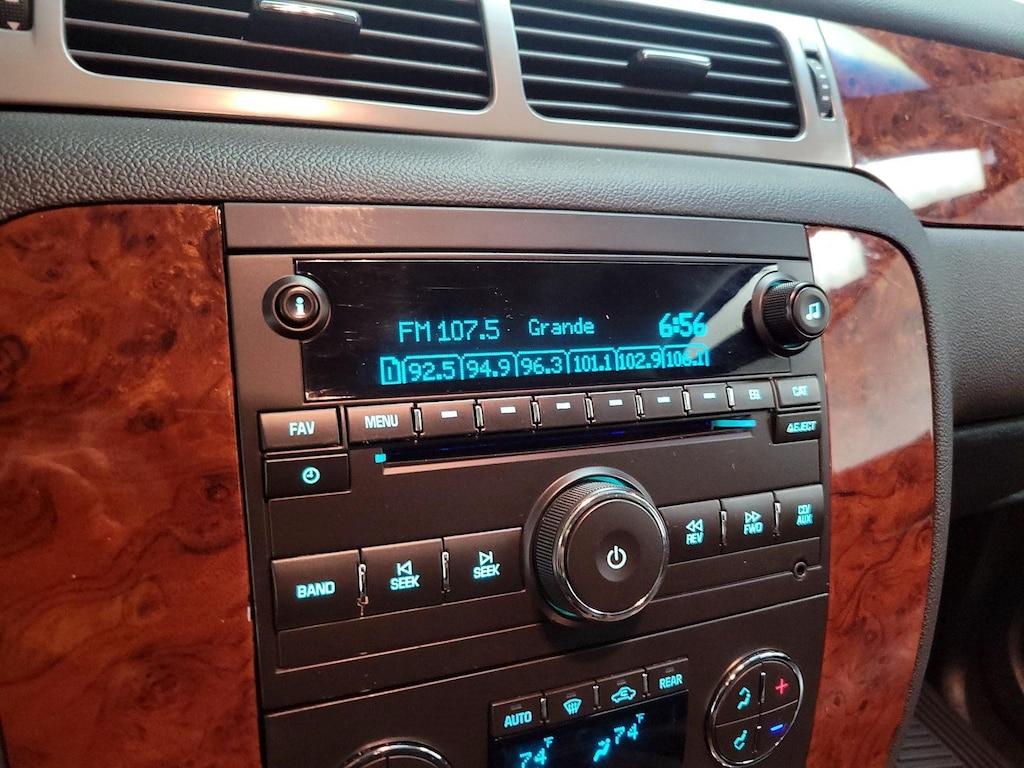 FM 107.5 Grande 6:56
1 92.5 94.9 96.3 101.1 102.9 106.1
FAV MENU EQ CAT
EJECT
BAND SEEK SEEK REV FWD CD/
AUX
AUTO REAR
74°F 74°F